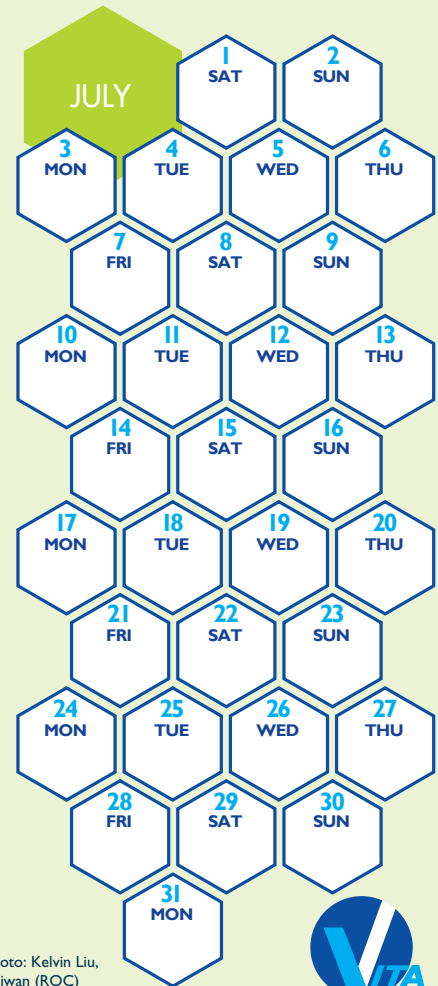 JULY
1
SAT
2
SUN
3
MON
4
TUE
5
WED
6
THU
7
FRI
8
SAT
9
SUN
10
MON
11
TUE
12
WED
13
THU
14
FRI
15
SAT
16
SUN
17
MON
18
TUE
19
WED
20
THU
21
FRI
22
SAT
23
SUN
24
MON
25
TUE
26
WED
27
THU
28
FRI
29
SAT
30
SUN
31
MON
oto: Kelvin Liu,
iwan (ROC)
VITA